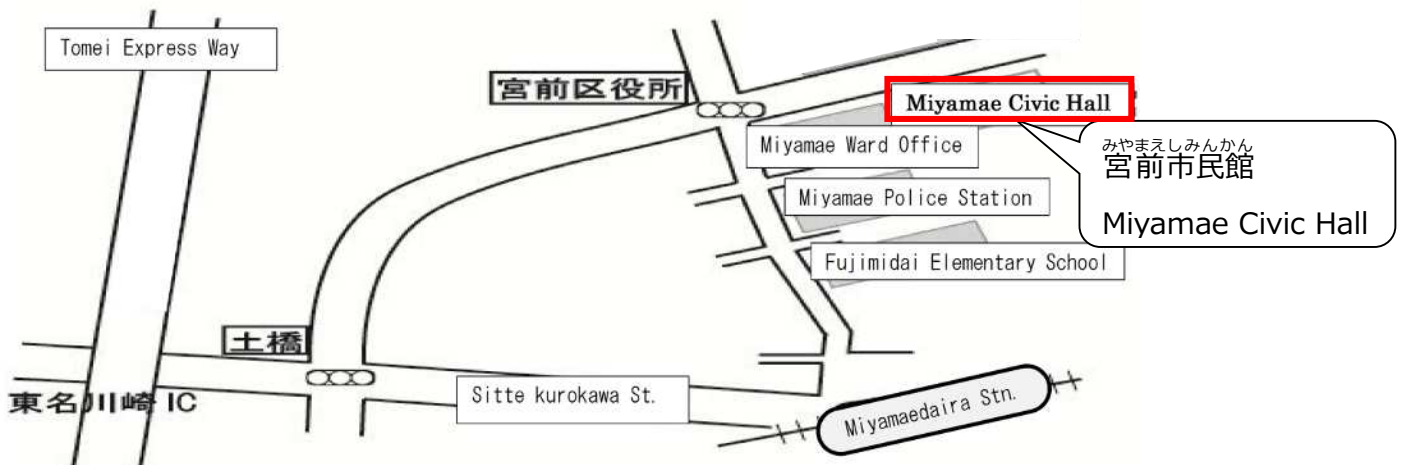 Tomei Express Way
宮前区役所
Miyamae Civic Hall
Miyamae Ward Office
みやまえしみんかん
宮前市民館
Miyamae Police Station
Miyamae Civic Hall
Fujimidai Elementary School
土橋
東名川崎 IC
Sitte kurokawa St.
Miyamaedaira Stn.